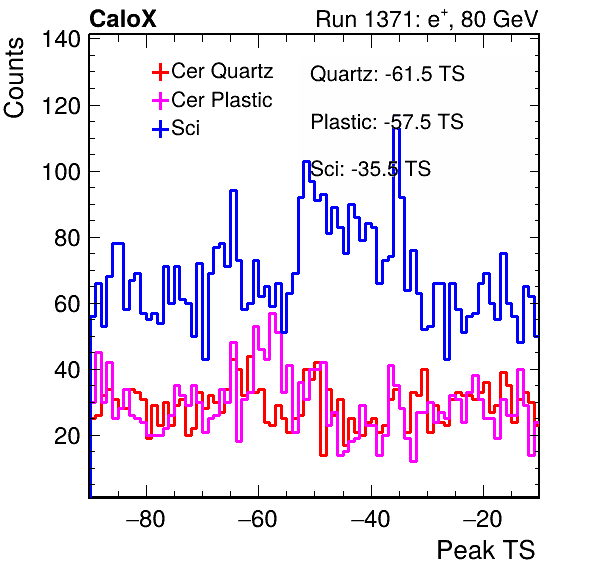 CaloX Run 1371: e⁺, 80 GeV
Counts
140
120
100
80
60
40
20
Cer Quartz
Cer Plastic
Sci
Quartz: -61.5 TS
Plastic: -57.5 TS
Sci: -35.5 TS
−80 −60 −40 −20
Peak TS